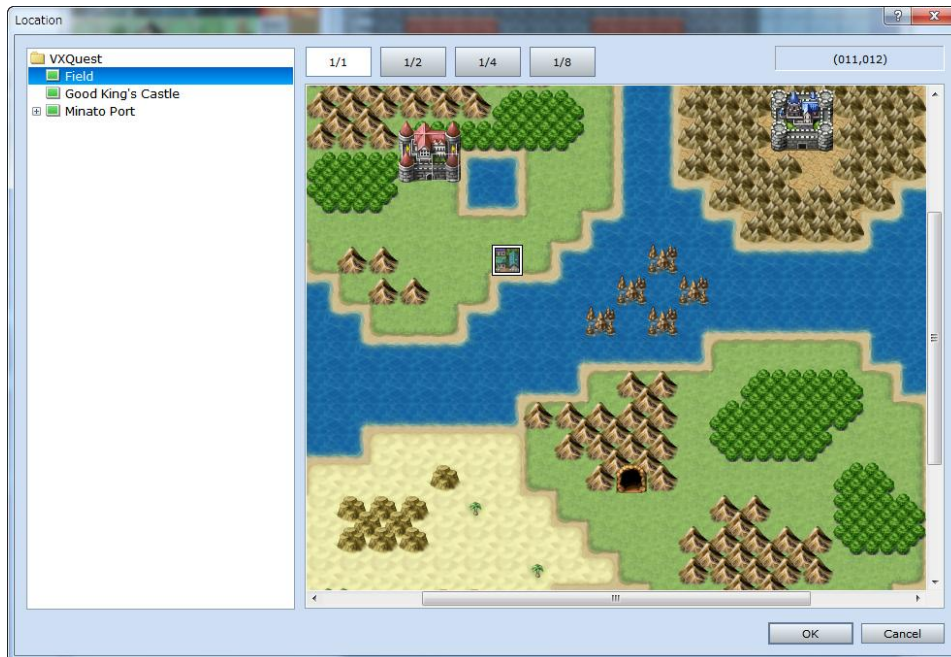 Location
VXQuest
Field
Good King's Castle
Minato Port
1/1
1/2
1/4
1/8
(011,012)
OK
Cancel